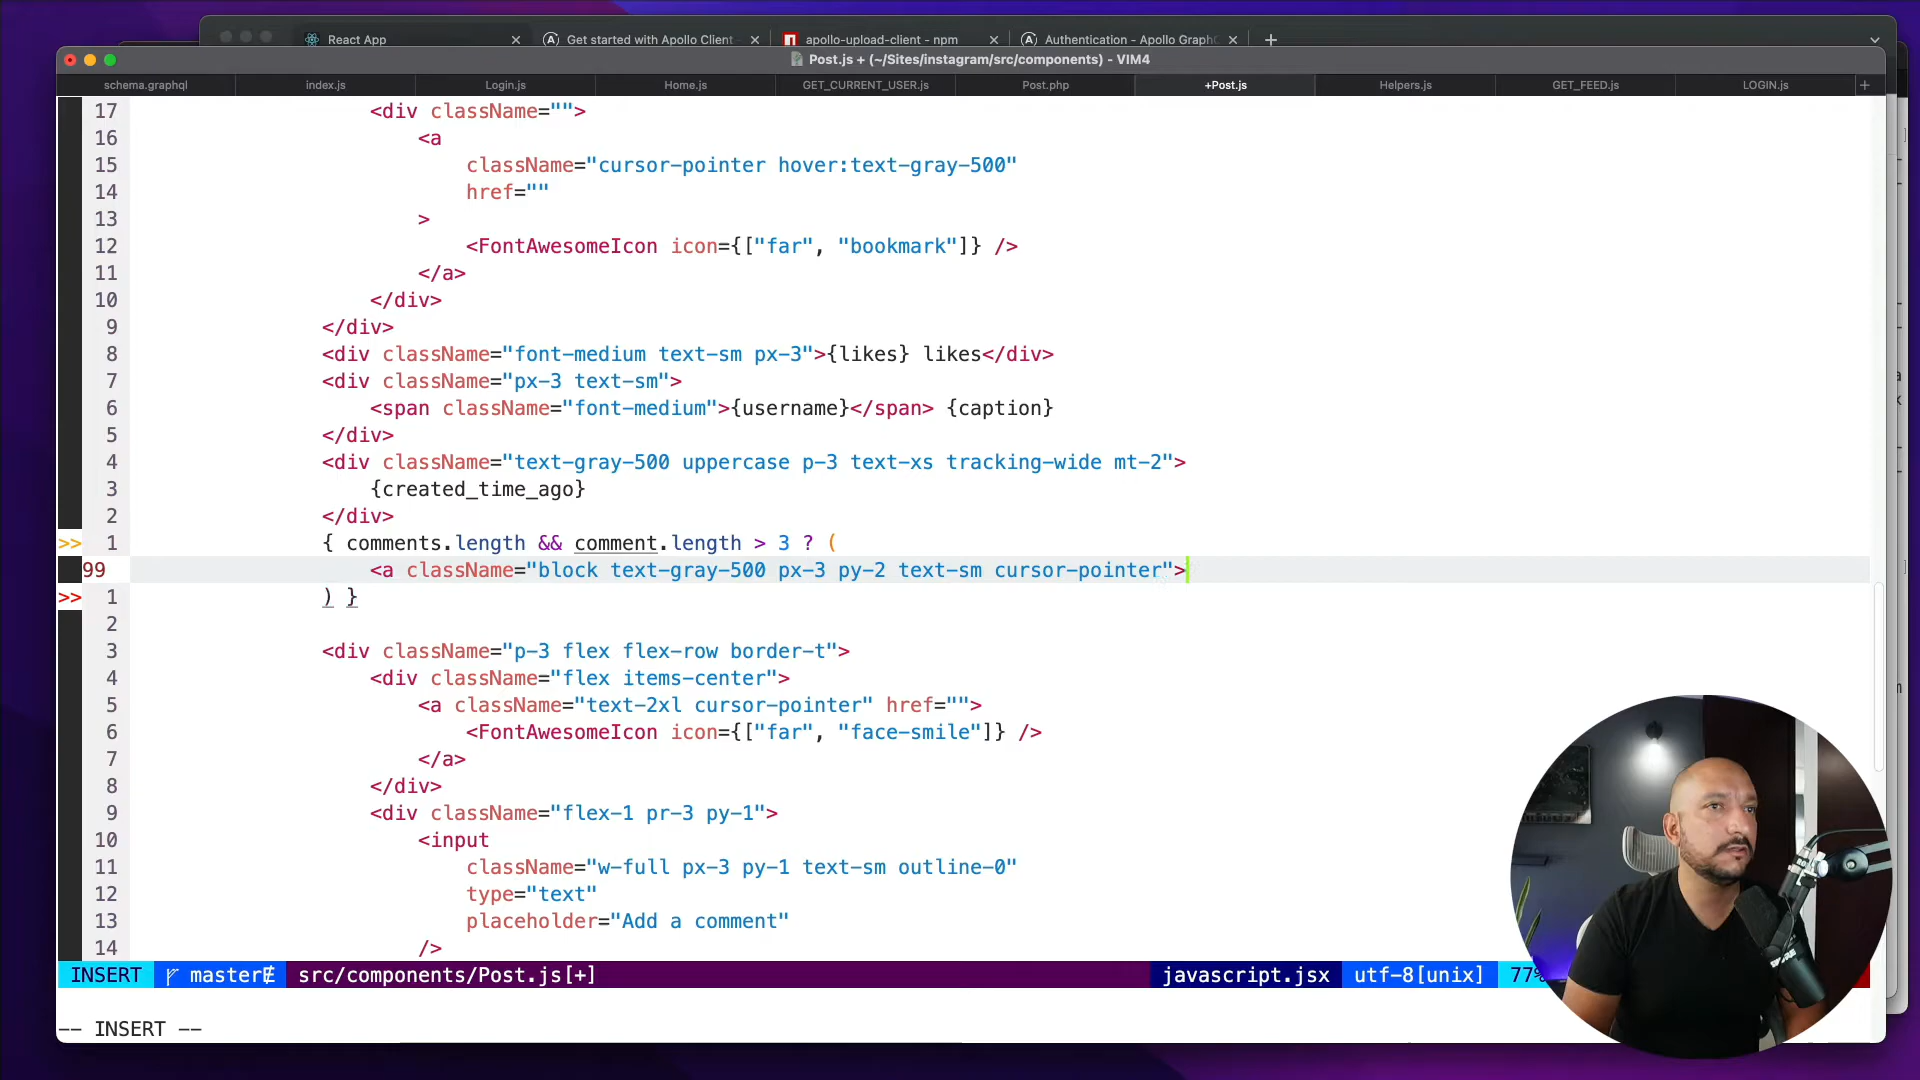 React App
Get started with Apollo Client
apollo-upload-client - npm
Authentication - Apollo GraphQ
Post.js + (~/Sites/instagram/src/components) - VIM4
schema.graphql
index.js
Login.js
Home.js
GET_CURRENT_USER.js
Post.php
+Post.js
Helpers.js
GET_FEED.js
LOGIN.js
17 <div className="">
16 <a
15 className="cursor-pointer hover:text-gray-500"
14 href=""
13 >
12 <FontAwesomeIcon icon={["far", "bookmark"]} />
11 </a>
10 </div>
9 </div>
8 <div className="font-medium text-sm px-3">{likes} likes</div>
7 <div className="px-3 text-sm">
6 <span className="font-medium">{username}</span> {caption}
5 </div>
4 <div className="text-gray-500 uppercase p-3 text-xs tracking-wide mt-2">
3 {created_time_ago}
2 </div>
>> 1 { comments.length && comment.length > 3 ? (
99 <a className="block text-gray-500 px-3 py-2 text-sm cursor-pointer">
>> 1 ) }
2
3 <div className="p-3 flex flex-row border-t">
4 <div className="flex items-center">
5 <a className="text-2xl cursor-pointer" href="">
6 <FontAwesomeIcon icon={["far", "face-smile"]} />
7 </a>
8 </div>
9 <div className="flex-1 pr-3 py-1">
10 <input
11 className="w-full px-3 py-1 text-sm outline-0"
12 type="text"
13 placeholder="Add a comment"
14 />
INSERT master src/components/Post.js[+] javascript.jsx utf-8[unix] 77%
-- INSERT --